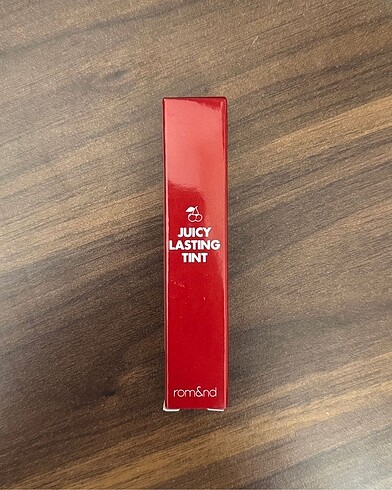 JUICY
LASTING
TINT
rom&nd